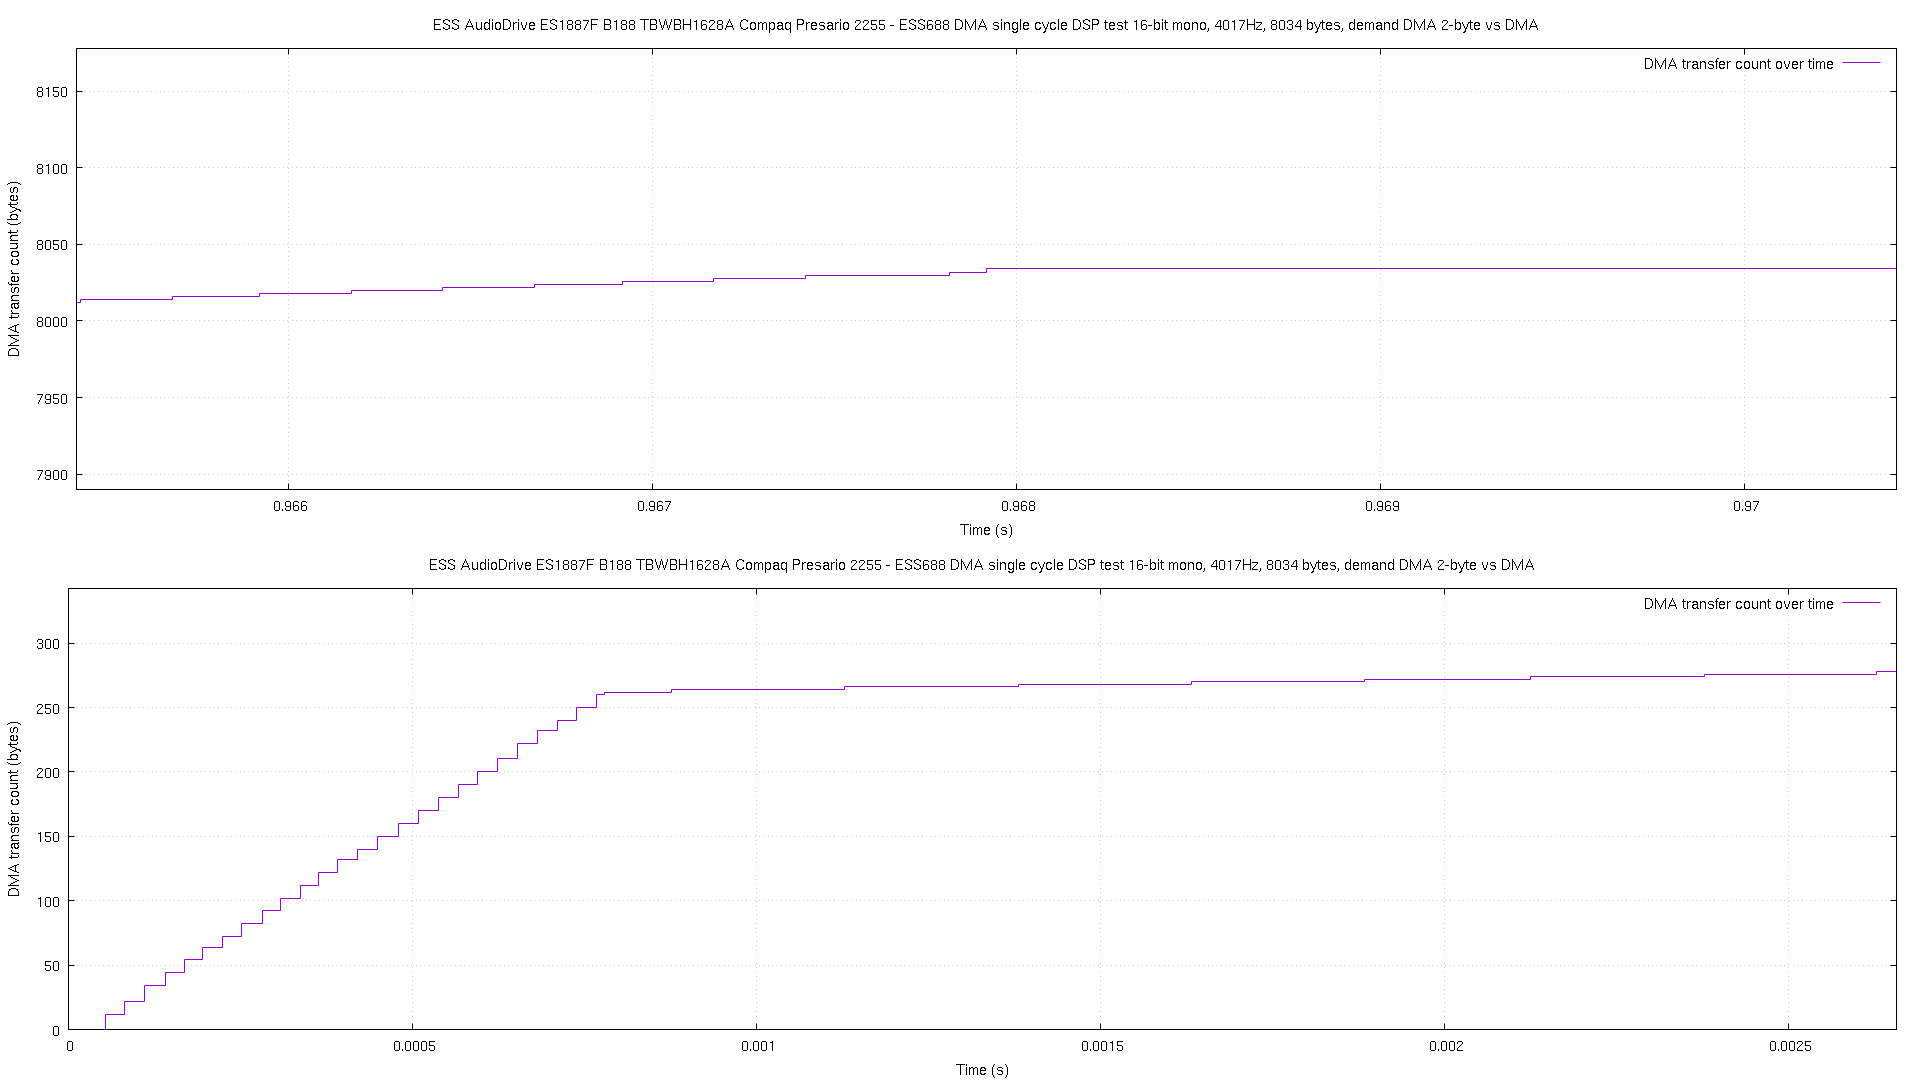 ESS AudioDrive ES1887F B188 TBWBH1628A Compaq Presario 2255 - ESS688 DMA single cycle DSP test 16-bit mono, 4017Hz, 8034 bytes, demand DMA 2-byte vs DMA
DMA transfer count over time
8150
8100
8050
8000
7950
7900
DMA transfer count (bytes)
0.966 0.967 0.968 0.969 0.97
Time (s)
ESS AudioDrive ES1887F B188 TBWBH1628A Compaq Presario 2255 - ESS688 DMA single cycle DSP test 16-bit mono, 4017Hz, 8034 bytes, demand DMA 2-byte vs DMA
DMA transfer count over time
300
250
200
150
100
50
0
DMA transfer count (bytes)
0 0.0005 0.001 0.0015 0.002 0.0025
Time (s)